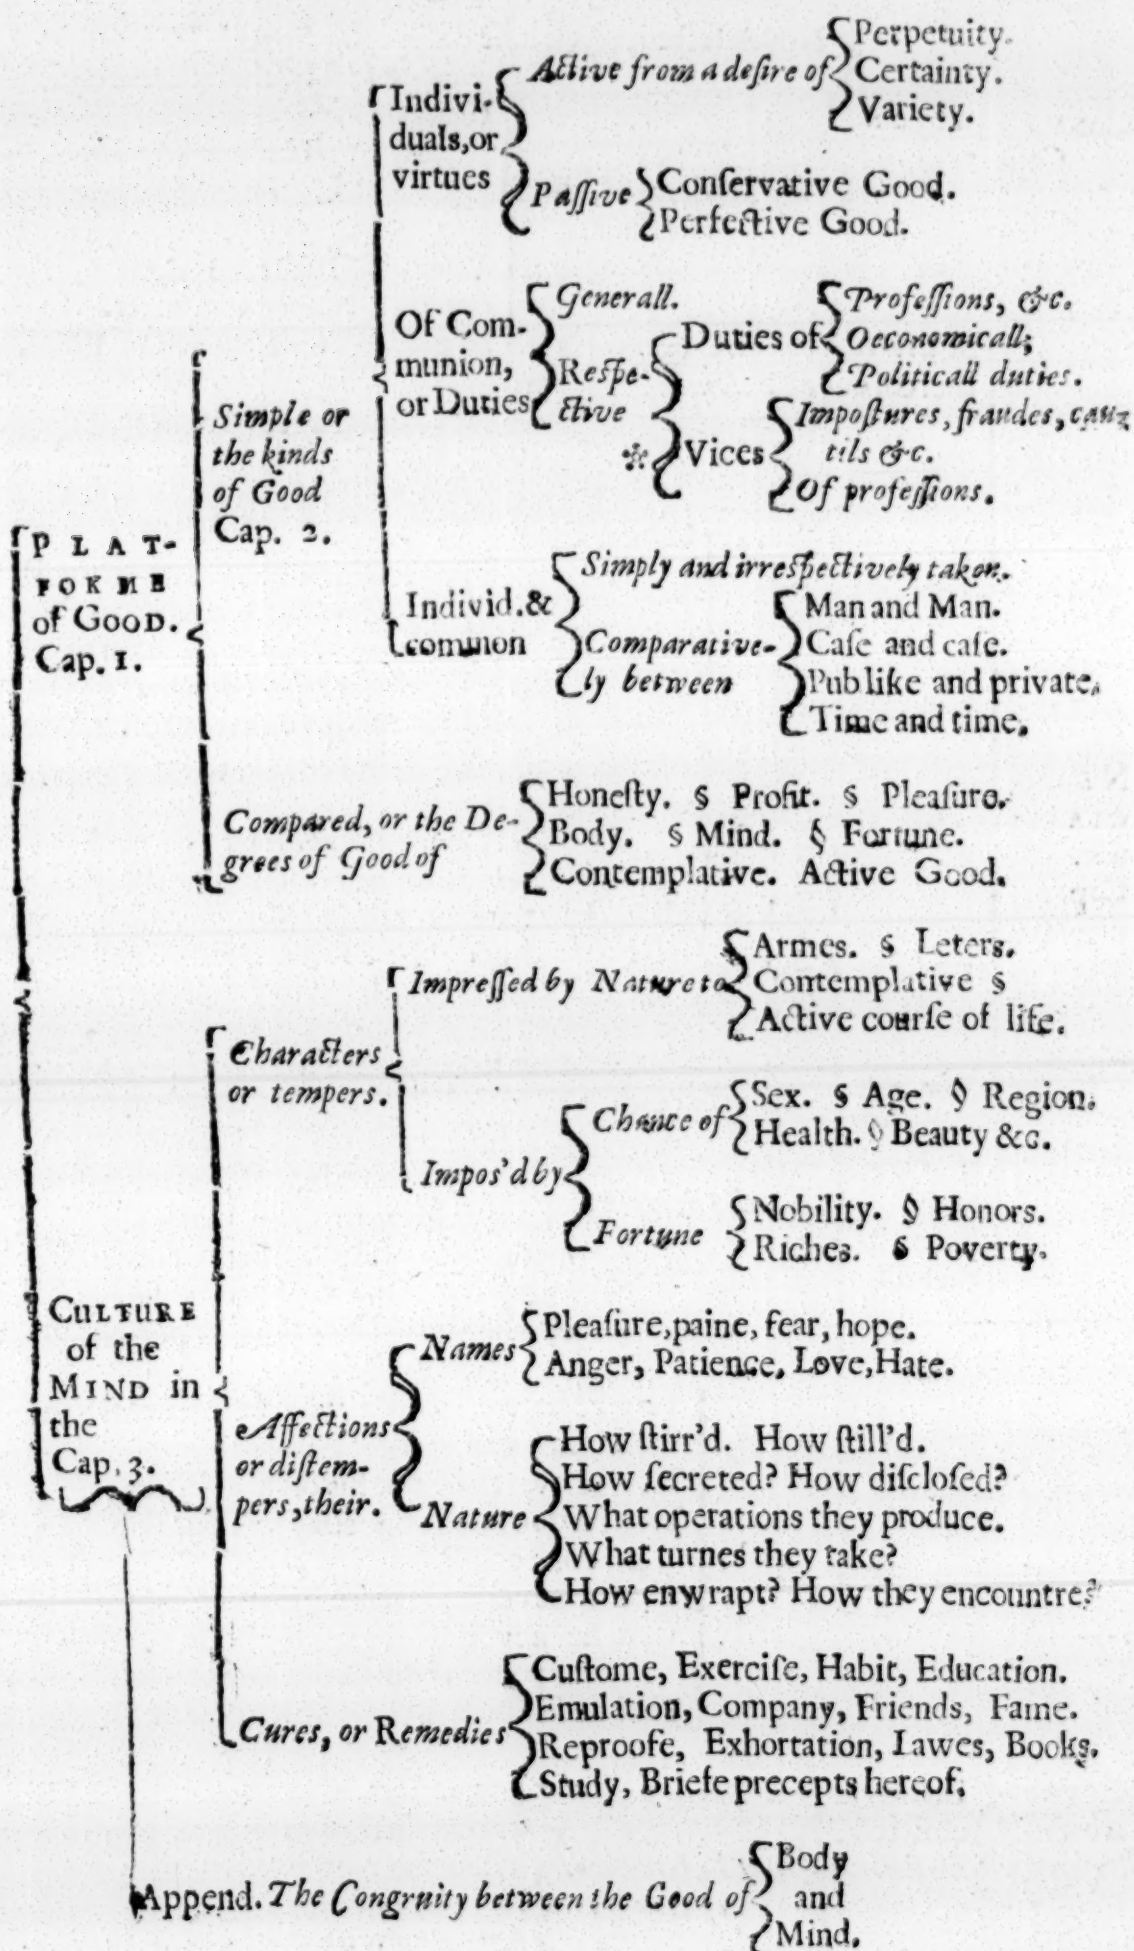 Perpetuity.
Active from a deſire of Certainty.
Variety.
Indivi-
duals, or
virtues
Paſſive Conſervative Good.
Perfective Good.
Of Com-
munion,
or Duties
Generall.
Reſpe-
ctive
Duties of
Profeſſions, &c.
Oeconomicall;
Politicall duties.
* Vices
Impoſtures, fraudes, cau-
tils &c.
Of profeſſions.
Simple or
the kinds
of Good
Cap. 2.
PLAT-
FORME
of GOOD.
Cap. 1.
Individ. &
common
Simply and irreſpectively taken.
Comparative-
ly between
Man and Man.
Caſe and caſe.
Publike and private.
Time and time.
Compared, or the De-
grees of Good of
Honeſty. § Profit. § Pleaſure.
Body. § Mind. § Fortune.
Contemplative. Active Good.
Characters
or tempers.
Impreſſed by Nature to
Armes. § Leters.
Contemplative §
Active courſe of life.
Impos'd by
Chance of
Sex. § Age. § Region.
Health. § Beauty &c.
Fortune
Nobility. § Honors.
Riches. § Poverty.
CULTURE
of the
MIND in
the
Cap. 3.
Affections
or diſtem-
pers, their.
Names
Pleaſure, paine, fear, hope.
Anger, Patience, Love, Hate.
Nature
How ſtirr'd. How ſtill'd.
How ſecreted? How diſcloſed?
What operations they produce.
What turnes they take?
How enwrapt? How they encountre?
Cures, or Remedies
Cuſtome, Exerciſe, Habit, Education.
Emulation, Company, Friends, Fame.
Reproofe, Exhortation, Lawes, Books.
Study, Briefe precepts hereof.
Append. The Congruity between the Good of
Body
and
Mind.